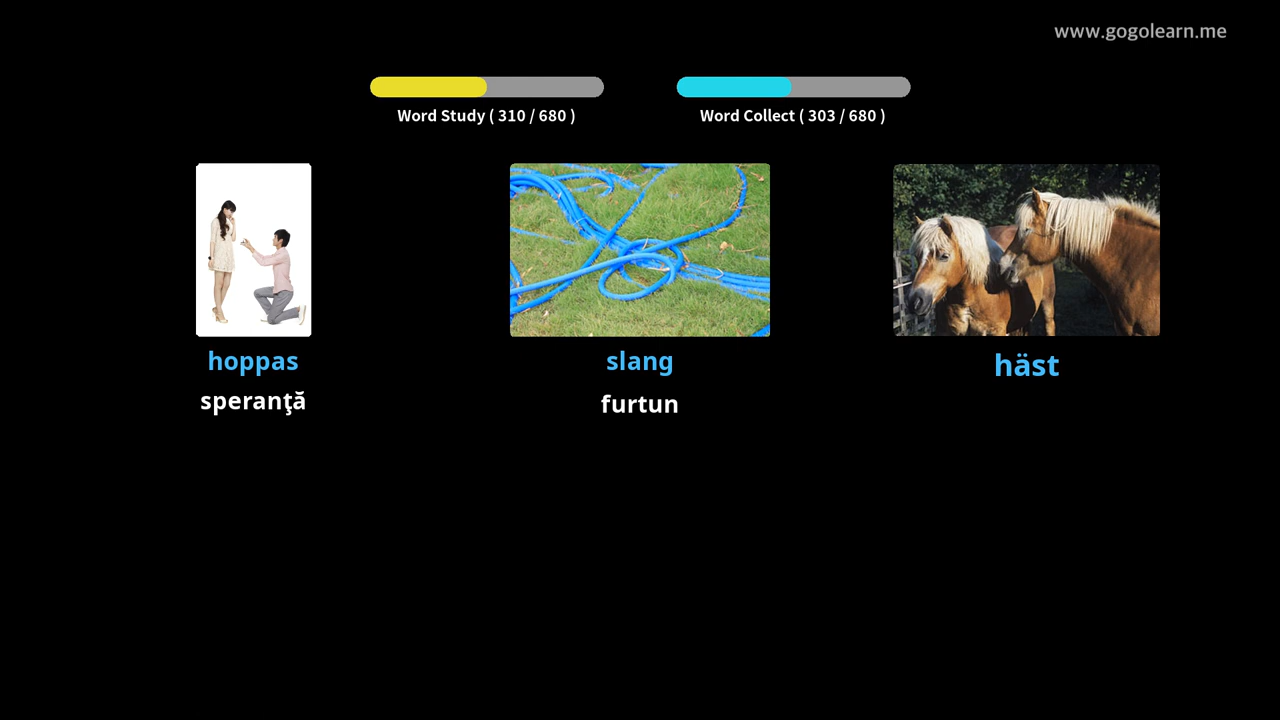 www.gogolearn.me
Word Study ( 310 / 680 )
Word Collect ( 303 / 680 )
hoppas
speranţă
slang
furtun
häst